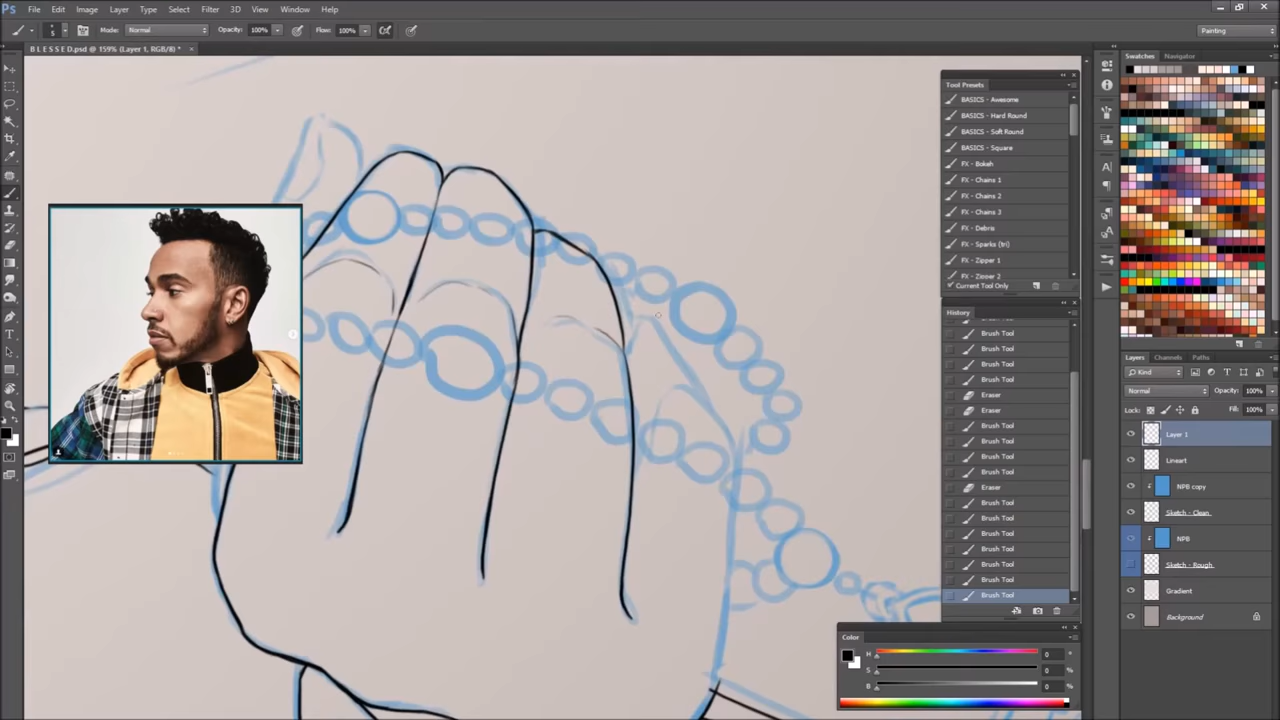 Ps File Edit Image Layer Type Select Filter 3D View Window Help
5 Mode: Normal Opacity: 100% Flow: 100% Painting
B L E S S E D.psd @ 159% (Layer 1, RGB/8) * ×
Tool Presets
BASICS - Awesome
BASICS - Hard Round
BASICS - Soft Round
BASICS - Square
FX - Bokeh
FX - Chains 1
FX - Chains 2
FX - Chains 3
FX - Debris
FX - Sparks (tri)
FX - Zipper 1
FX - Zipper 2
Current Tool Only
History
Brush Tool
Brush Tool
Brush Tool
Brush Tool
Eraser
Eraser
Brush Tool
Brush Tool
Brush Tool
Brush Tool
Eraser
Brush Tool
Brush Tool
Brush Tool
Brush Tool
Brush Tool
Brush Tool
Brush Tool
Color
H 0 °
S 0 %
B 0 %
Swatches Navigator
Layers Channels Paths
Kind
Normal Opacity: 100%
Lock: Fill: 100%
Layer 1
Lineart
NPB copy
Sketch - Clean
NPB
Sketch - Rough
Gradient
Background